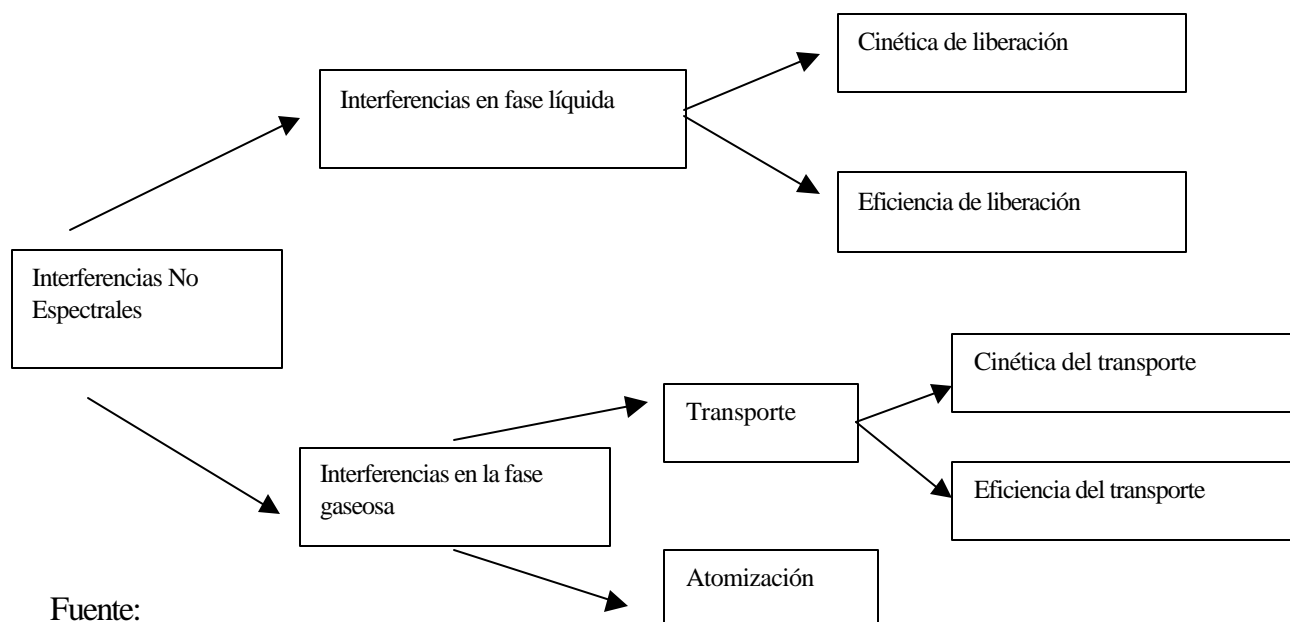 Cinética de liberación
Interferencias en fase líquida
Eficiencia de liberación
Interferencias No
Espectrales
Cinética del transporte
Transporte
Interferencias en la fase
gaseosa
Eficiencia del transporte
Atomización
Fuente: